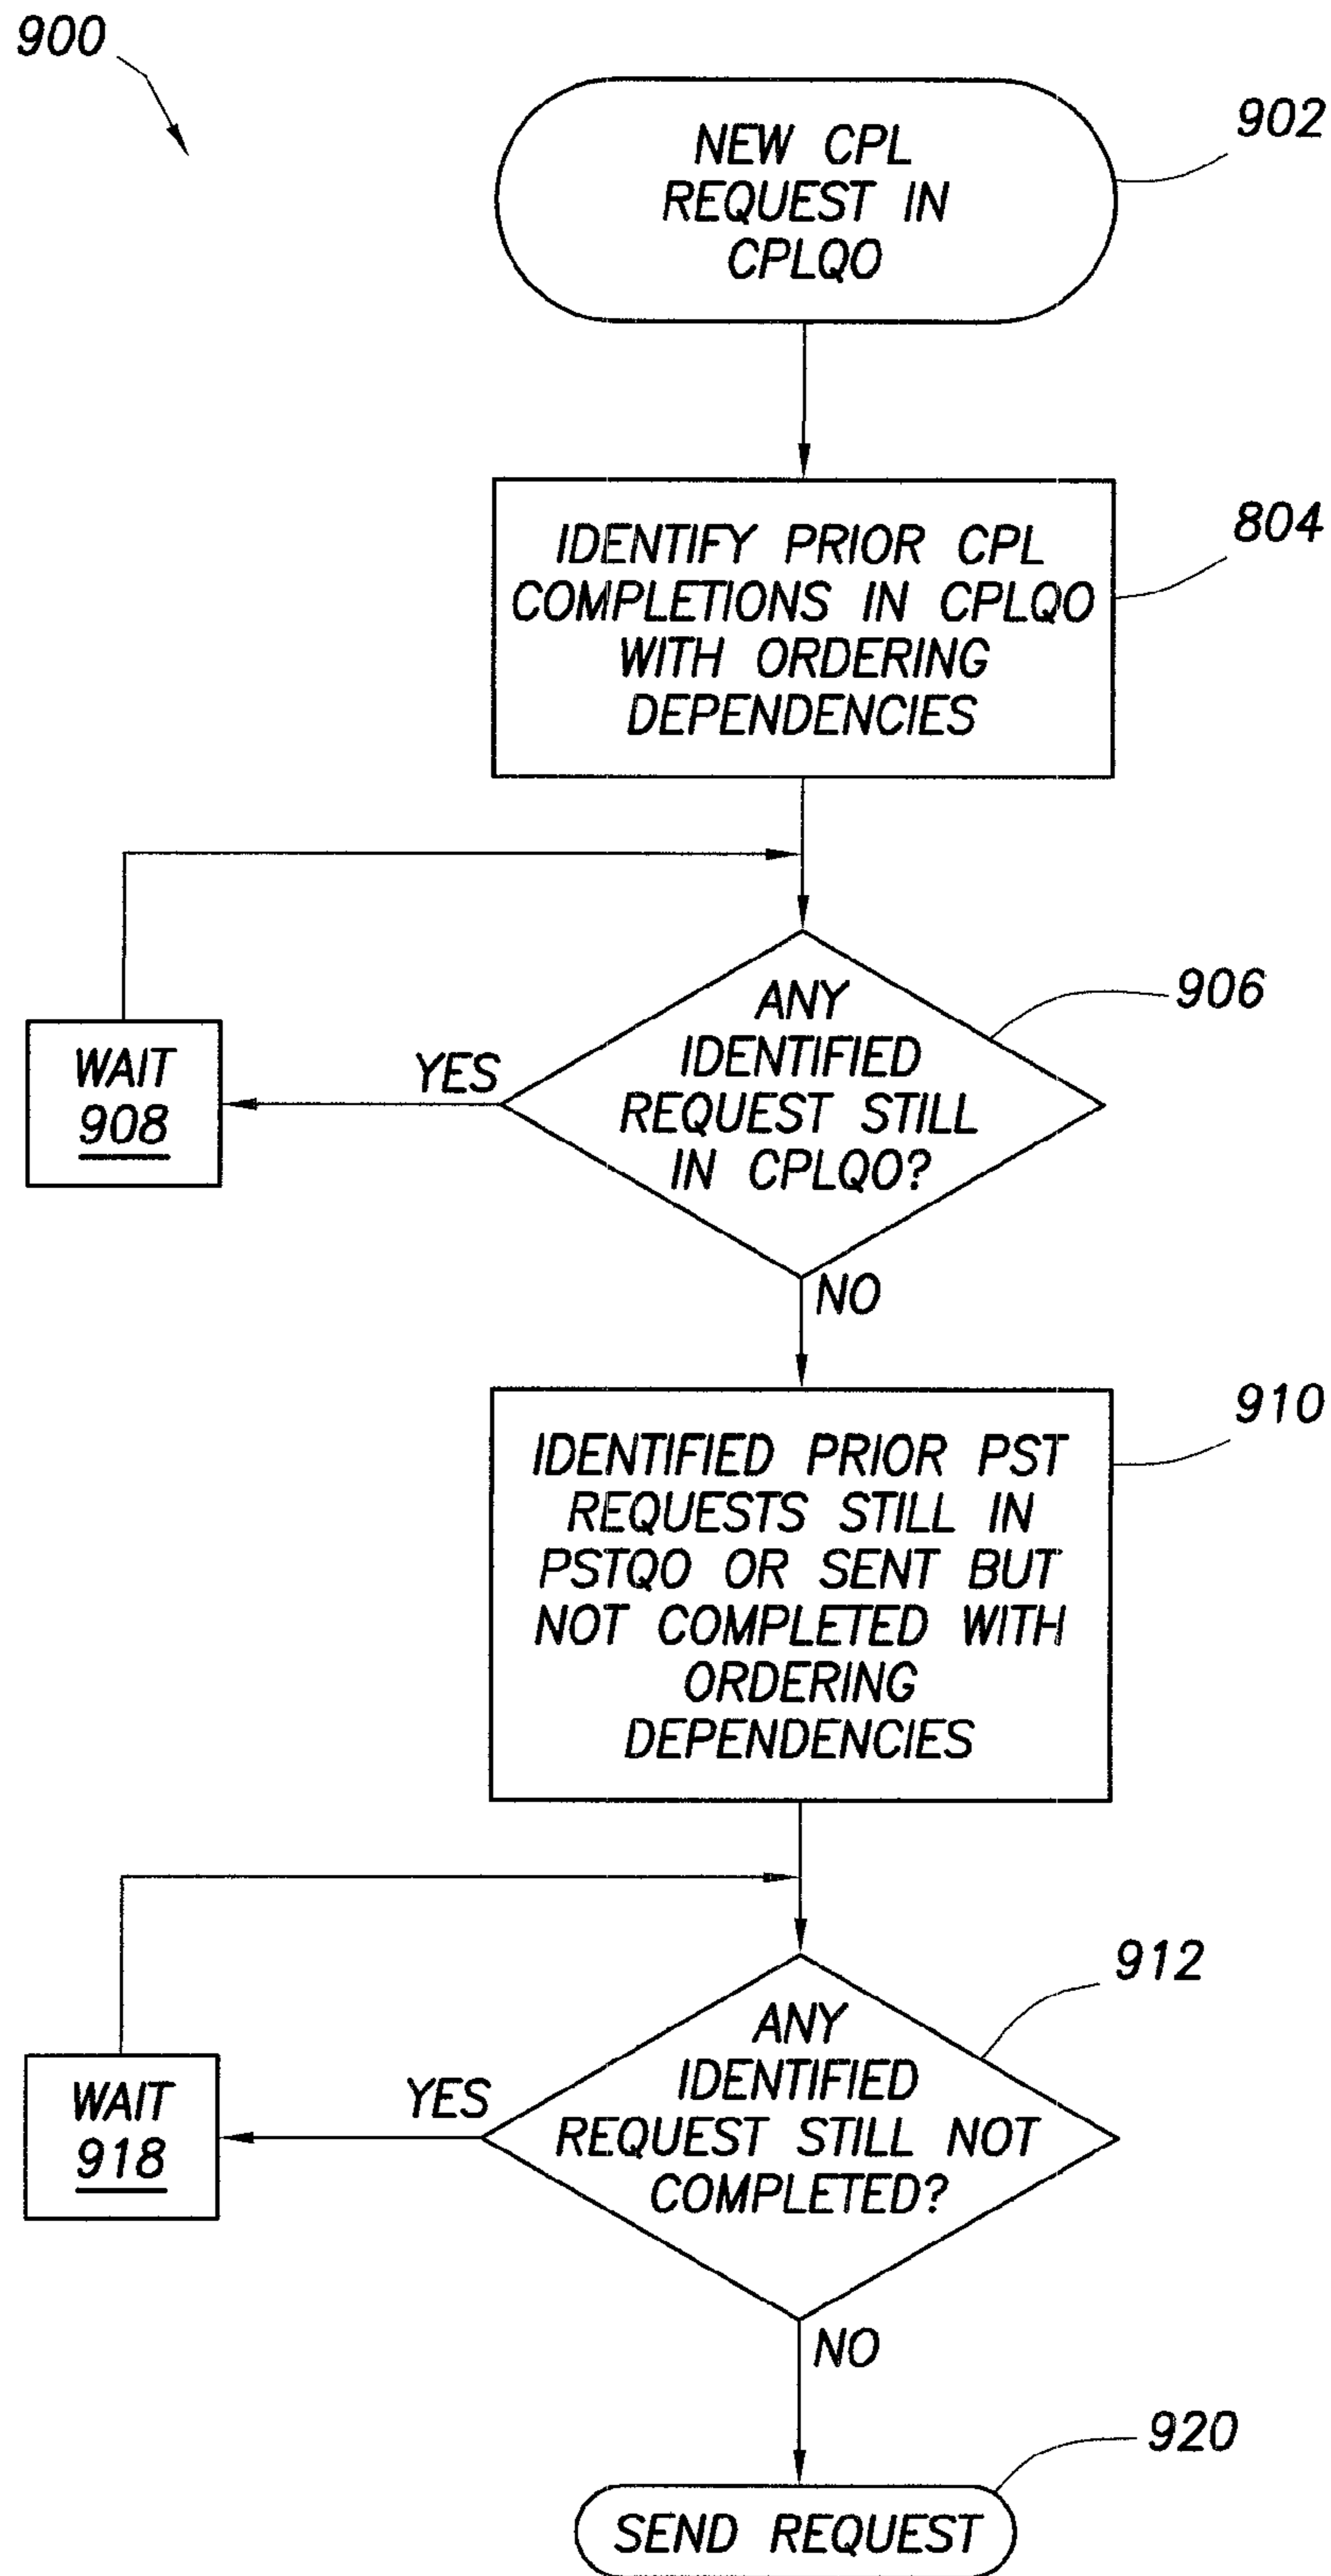 900
NEW CPL
REQUEST IN
CPLQO
902
IDENTIFY PRIOR CPL
COMPLETIONS IN CPLQO
WITH ORDERING
DEPENDENCIES
804
ANY
IDENTIFIED
REQUEST STILL
IN CPLQO?
906
YES
WAIT
908
NO
IDENTIFIED PRIOR PST
REQUESTS STILL IN
PSTQO OR SENT BUT
NOT COMPLETED WITH
ORDERING
DEPENDENCIES
910
ANY
IDENTIFIED
REQUEST STILL NOT
COMPLETED?
912
YES
WAIT
918
NO
SEND REQUEST
920